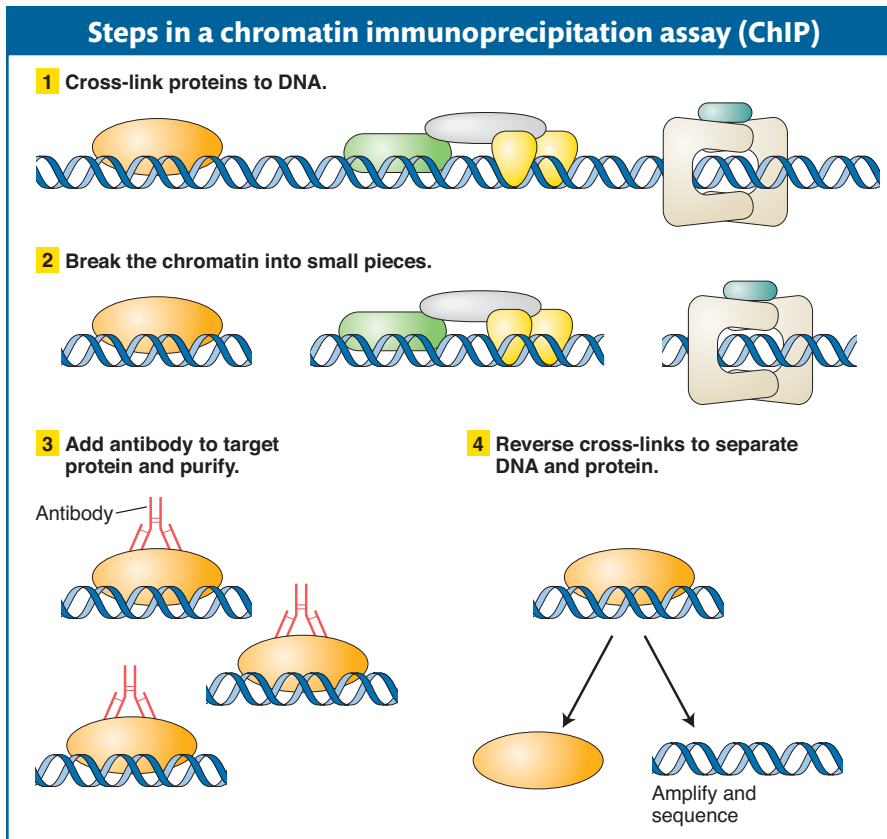 Steps in a chromatin immunoprecipitation assay (ChIP)
1 Cross-link proteins to DNA.
2 Break the chromatin into small pieces.
3 Add antibody to target
protein and purify.
Antibody
4 Reverse cross-links to separate
DNA and protein.
Amplify and
sequence